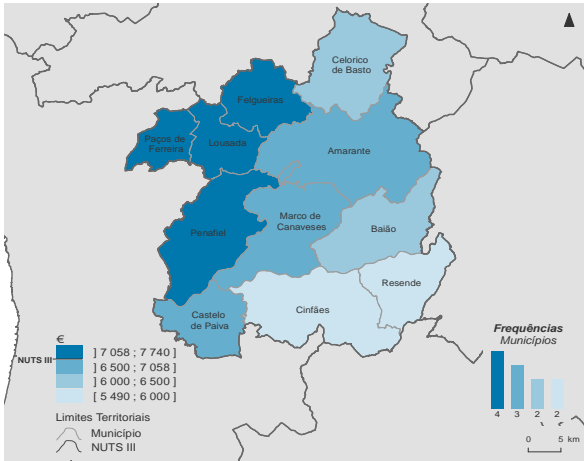 Celorico
de Basto
Felgueiras
Paços de
Ferreira
Lousada
Amarante
Penafiel
Marco de
Canaveses
Baião
Resende
Cinfães
Castelo
de Paiva
€
] 7 058 ; 7 740 ]
NUTS III
] 6 500 ; 7 058 ]
] 6 000 ; 6 500 ]
[ 5 490 ; 6 000 ]
Limites Territoriais
Município
NUTS III
Frequências
Municípios
4 3 2 2
0 5 km